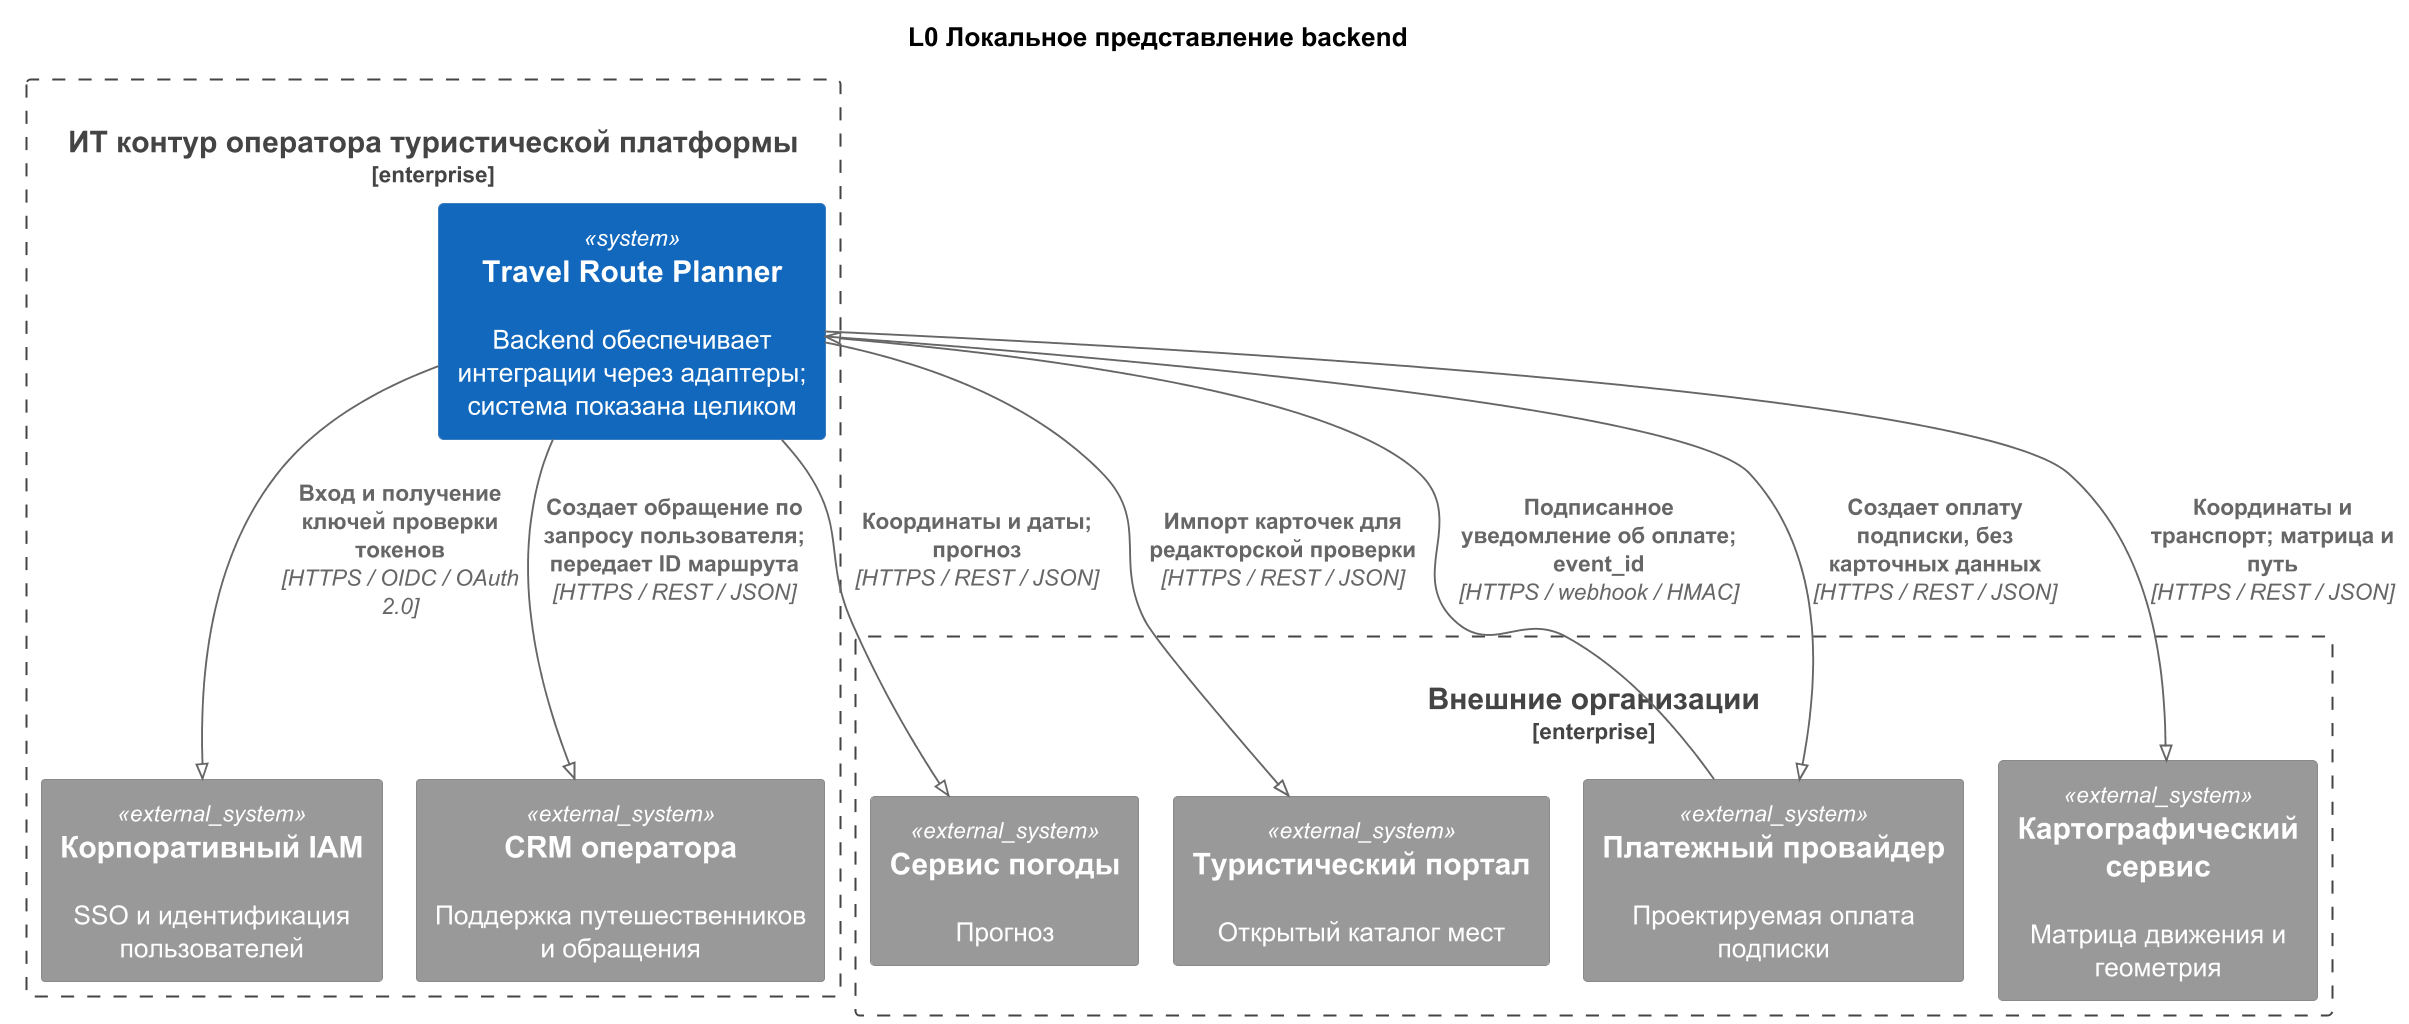 L0 Локальное представление backend
ИТ контур оператора туристической платформы
[enterprise]
«system»
Travel Route Planner
Backend обеспечивает
интеграции через адаптеры;
система показана целиком
Вход и получение
ключей проверки
токенов
[HTTPS / OIDC / OAuth
2.0]
Создает обращение по
запросу пользователя;
передает ID маршрута
[HTTPS / REST / JSON]
Координаты и даты;
прогноз
[HTTPS / REST / JSON]
Импорт карточек для
редакторской проверки
[HTTPS / REST / JSON]
Подписанное
уведомление об оплате;
event_id
[HTTPS / webhook / HMAC]
Создает оплату
подписки, без
карточных данных
[HTTPS / REST / JSON]
Координаты и
транспорт; матрица и
путь
[HTTPS / REST / JSON]
Внешние организации
[enterprise]
«external_system»
Корпоративный IAM
SSO и идентификация
пользователей
«external_system»
CRM оператора
Поддержка путешественников
и обращения
«external_system»
Сервис погоды
Прогноз
«external_system»
Туристический портал
Открытый каталог мест
«external_system»
Платежный провайдер
Проектируемая оплата
подписки
«external_system»
Картографический
сервис
Матрица движения и
геометрия